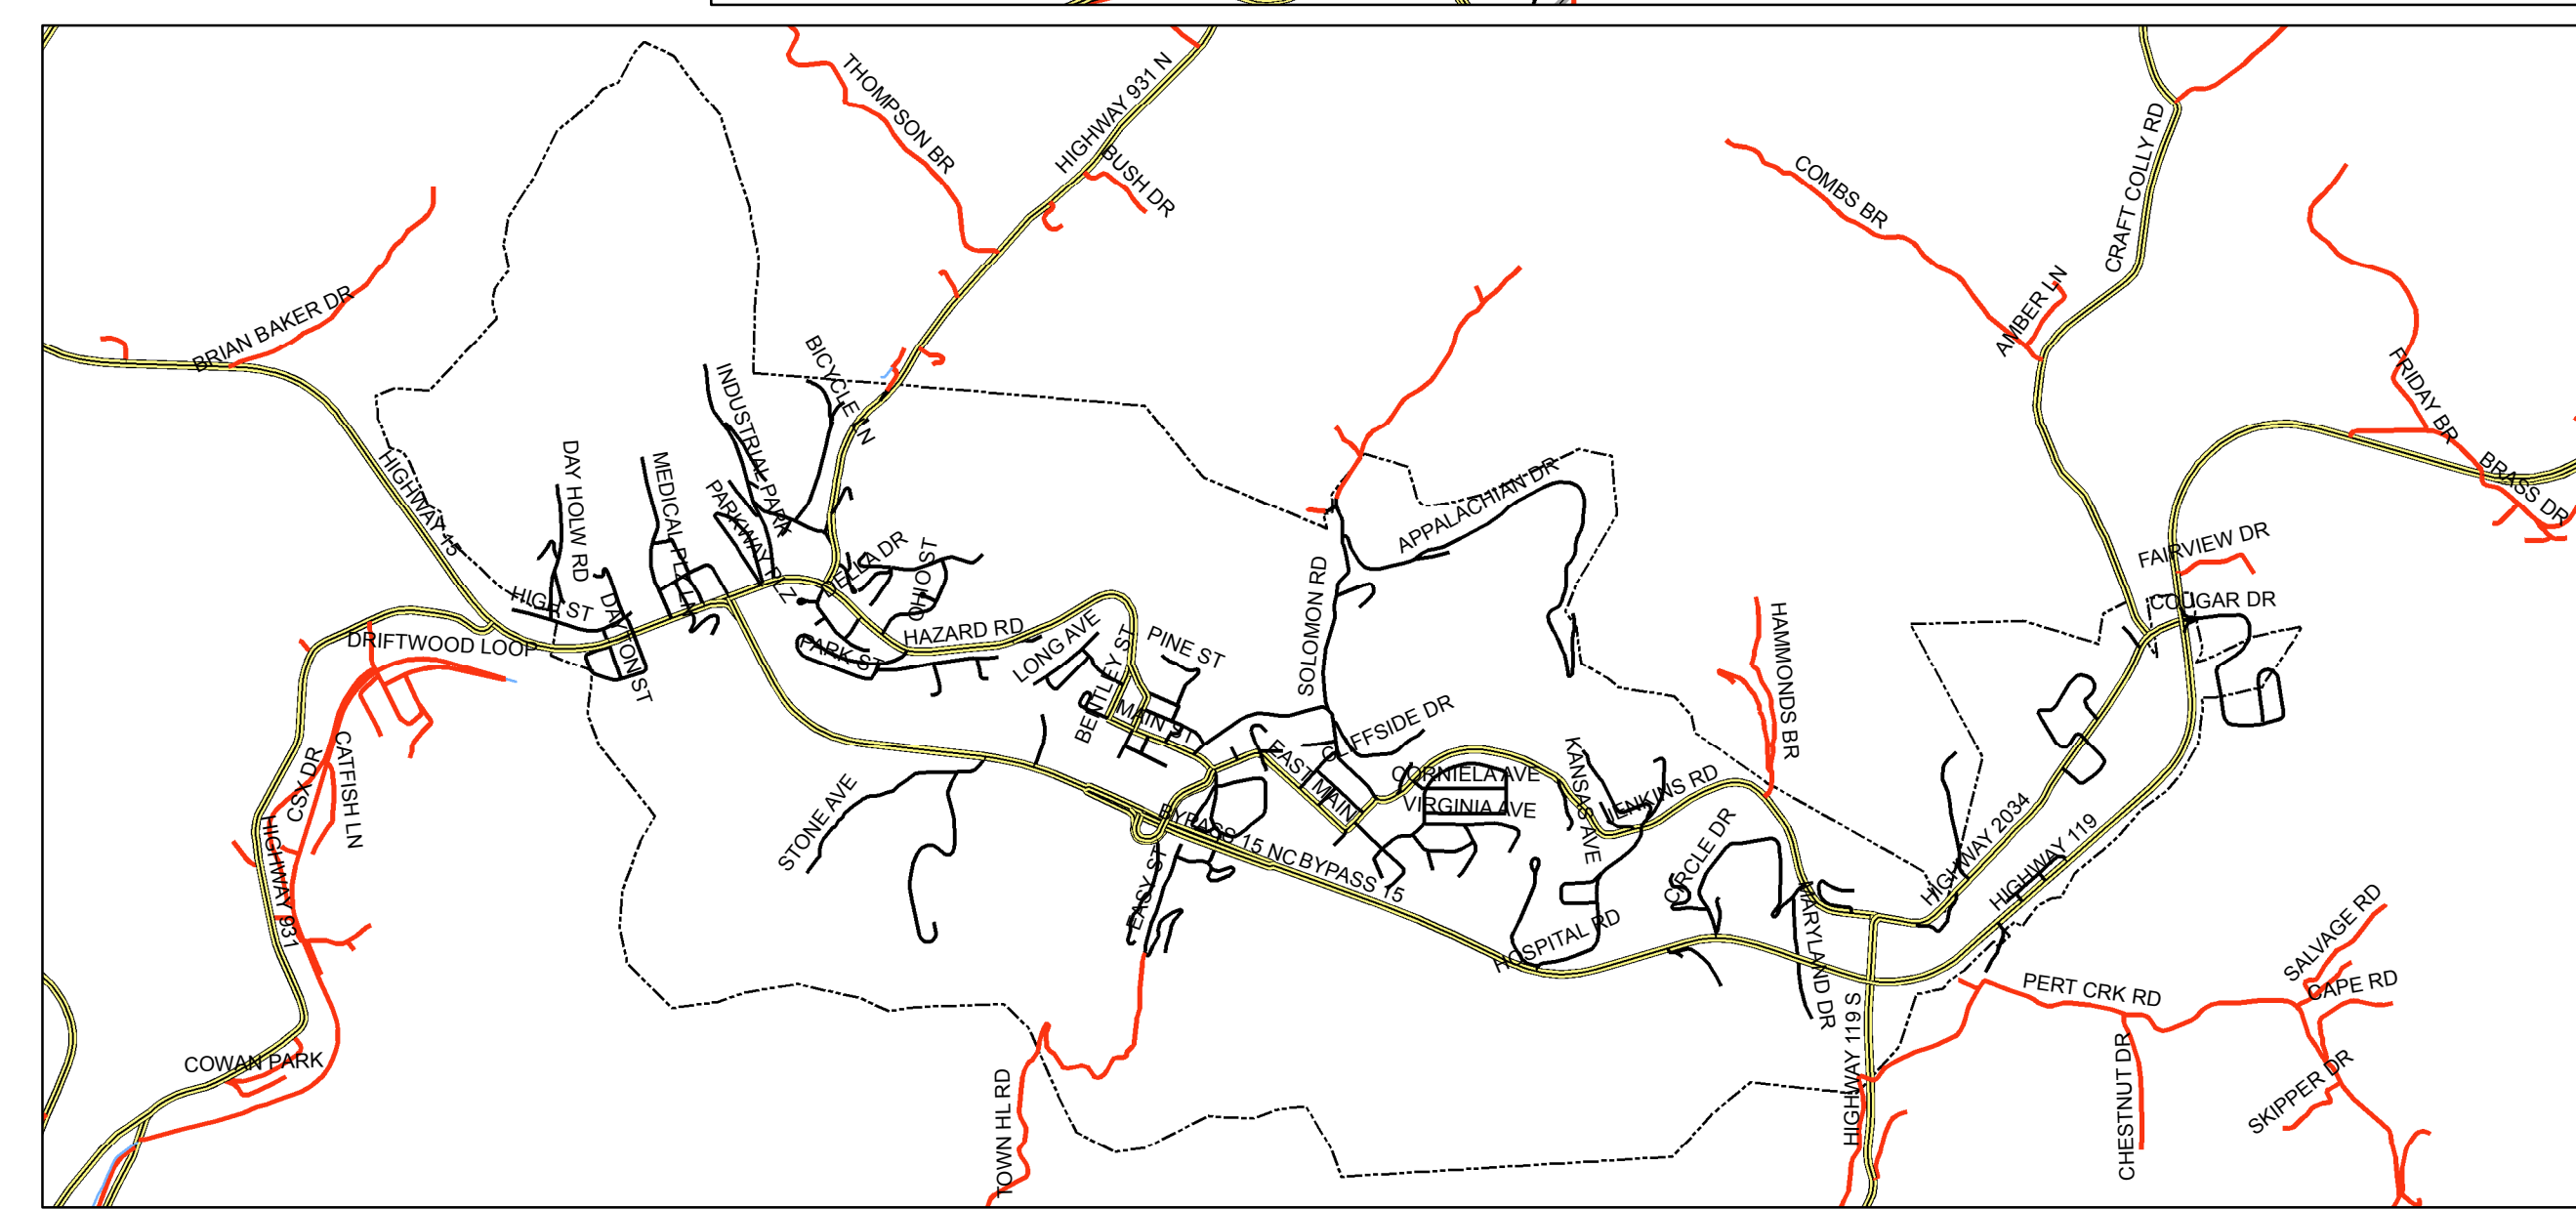 THOMPSON BR
HIGHWAY 931 N
BUSH DR
COMBS BR
CRAFT COLLY RD
AMBER LN
BRIAN BAKER DR
BICYCLE LN
INDUSTRIAL PARK
FRIDAY BR
BRASS DR
HIGHWAY 15
DAY HOLW RD
MEDICAL PLZ LN
PARKWAY PLZ
APPALACHIAN DR
FAIRVIEW DR
OHIO ST
HIGH ST
DALTON ST
SOLOMON RD
COUGAR DR
DRIFTWOOD LOOP
PARK ST
HAZARD RD
LONG AVE
BENTLEY ST
PINE ST
HAMMONDS BR
MAIN ST
CLIFFSIDE DR
EAST MAIN
CSX DR
CATFISH LN
KANSAS AVE
CORNIELA AVE
VIRGINIA AVE
JENKINS RD
STONE AVE
BYPASS 15 NC
BYPASS 15
CIRCLE DR
HIGHWAY 2034
HIGHWAY 119
HIGHWAY 931
EASY ST
HOSPITAL RD
MARYLAND DR
SALVAGE RD
PERT CRK RD
CAPE RD
COWAN PARK
HIGHWAY 119 S
TOWN HL RD
CHESTNUT DR
SKIPPER DR